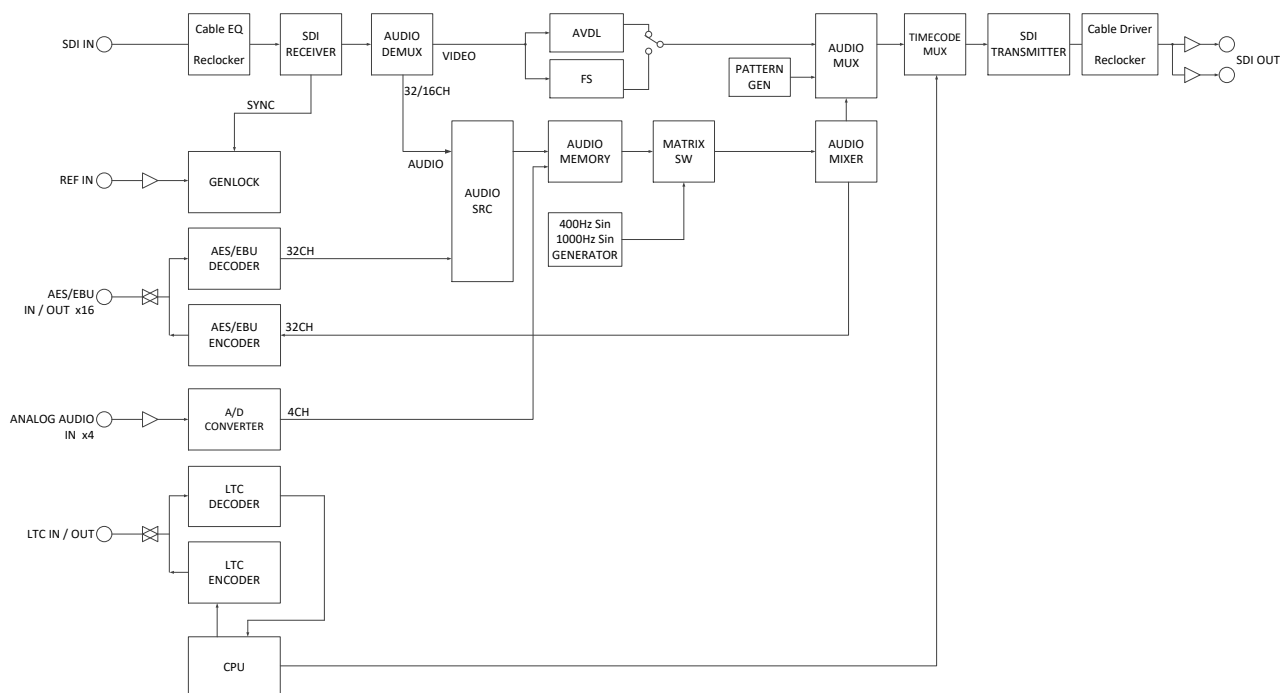 SDI IN
Cable EQ
Reclocker
SDI
RECEIVER
AUDIO
DEMUX
VIDEO
AVDL
FS
PATTERN
GEN
AUDIO
MUX
TIMECODE
MUX
SDI
TRANSMITTER
Cable Driver
Reclocker
SDI OUT
SYNC
32/16CH
REF IN
GENLOCK
AUDIO
AUDIO
SRC
AUDIO
MEMORY
MATRIX
SW
AUDIO
MIXER
400Hz Sin
1000Hz Sin
GENERATOR
AES/EBU
IN / OUT x16
AES/EBU
DECODER
32CH
AES/EBU
ENCODER
32CH
ANALOG AUDIO
IN x4
A/D
CONVERTER
4CH
LTC IN / OUT
LTC
DECODER
LTC
ENCODER
CPU